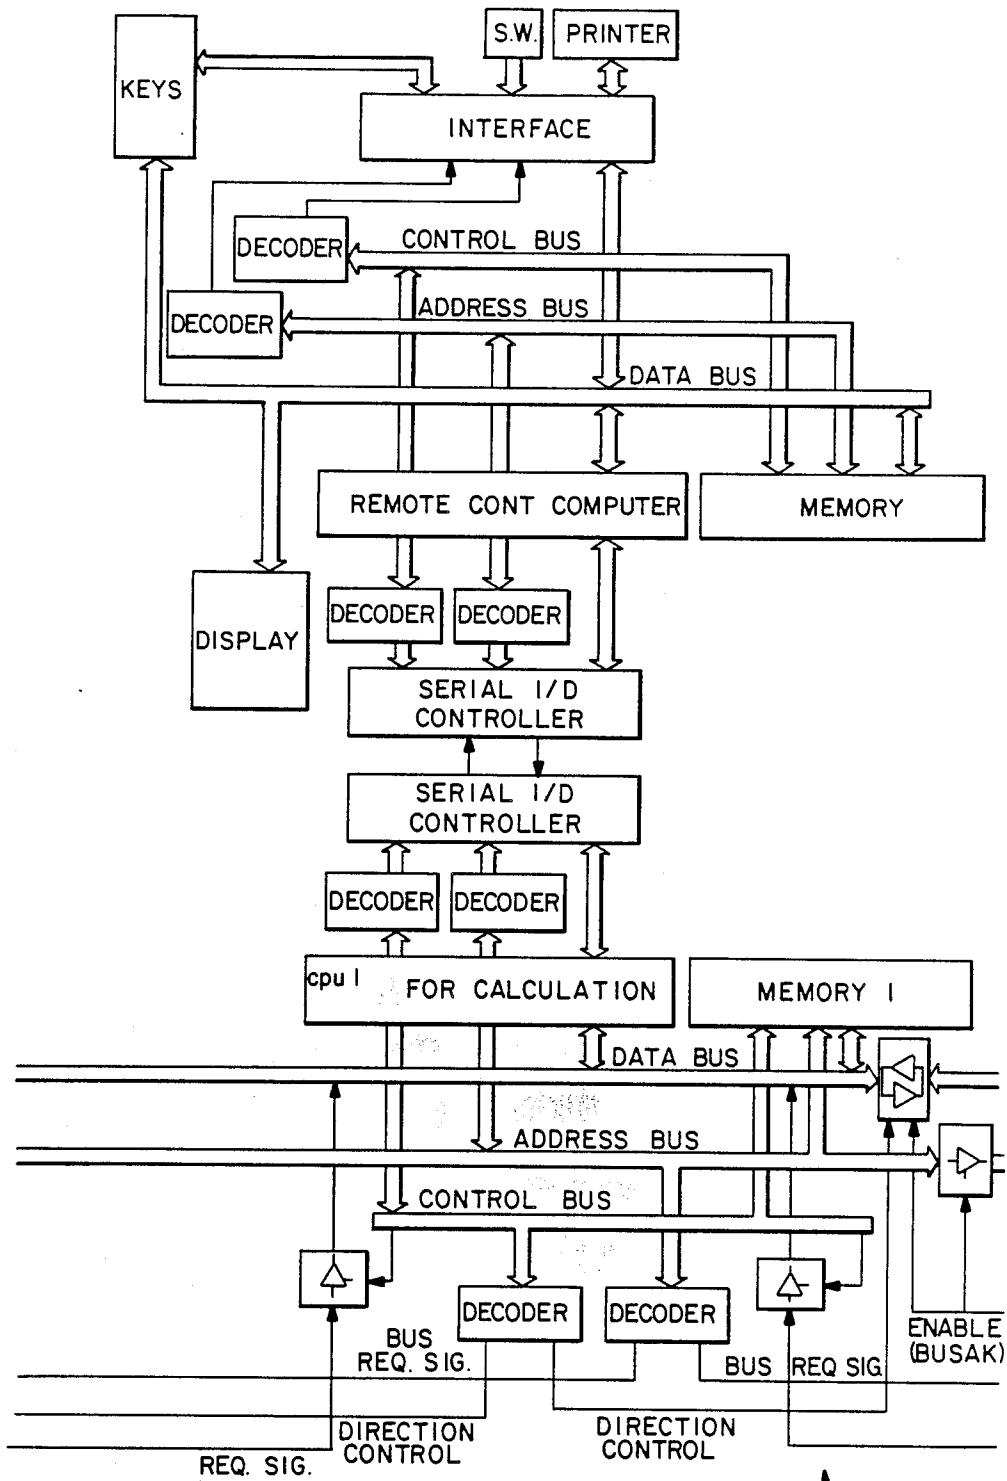 S.W.
PRINTER
KEYS
INTERFACE
DECODER
CONTROL BUS
DECODER
ADDRESS BUS
DATA BUS
REMOTE CONT COMPUTER
MEMORY
DECODER
DECODER
DISPLAY
SERIAL I/D
CONTROLLER
SERIAL I/D
CONTROLLER
DECODER
DECODER
cpu I
FOR CALCULATION
MEMORY I
DATA BUS
ADDRESS BUS
CONTROL BUS
DECODER
DECODER
ENABLE
(BUSAK)
BUS
REQ. SIG.
BUS REQ SIG
DIRECTION
CONTROL
DIRECTION
CONTROL
REQ. SIG.